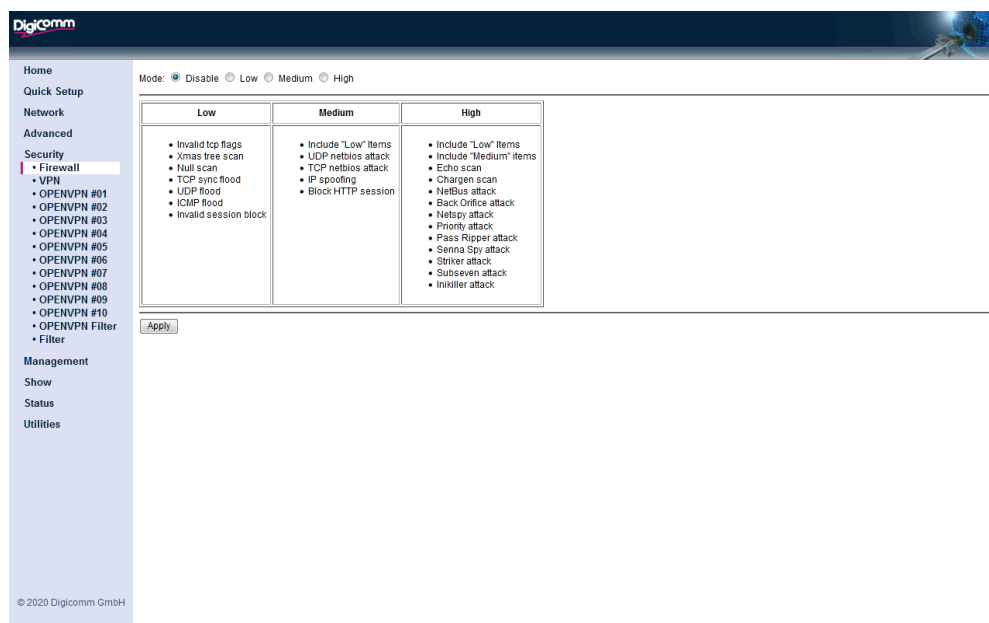 Digicomm
Home
Quick Setup
Network
Advanced
Security
• Firewall
• VPN
• OPENVPN #01
• OPENVPN #02
• OPENVPN #03
• OPENVPN #04
• OPENVPN #05
• OPENVPN #06
• OPENVPN #07
• OPENVPN #08
• OPENVPN #09
• OPENVPN #10
• OPENVPN Filter
• Filter
Management
Show
Status
Utilities
© 2020 Digicomm GmbH
Mode: Disable Low Medium High
Low
• Invalid tcp flags
• Xmas tree scan
• Null scan
• TCP sync flood
• UDP flood
• ICMP flood
• Invalid session block
Medium
• Include "Low" Items
• UDP netbios attack
• TCP netbios attack
• IP spoofing
• Block HTTP session
High
• Include "Low" Items
• Include "Medium" items
• Echo scan
• Chargen scan
• NetBus attack
• Back Orifice attack
• Netspy attack
• Priority attack
• Pass Ripper attack
• Senna Spy attack
• Striker attack
• Subseven attack
• Inikiller attack
Apply